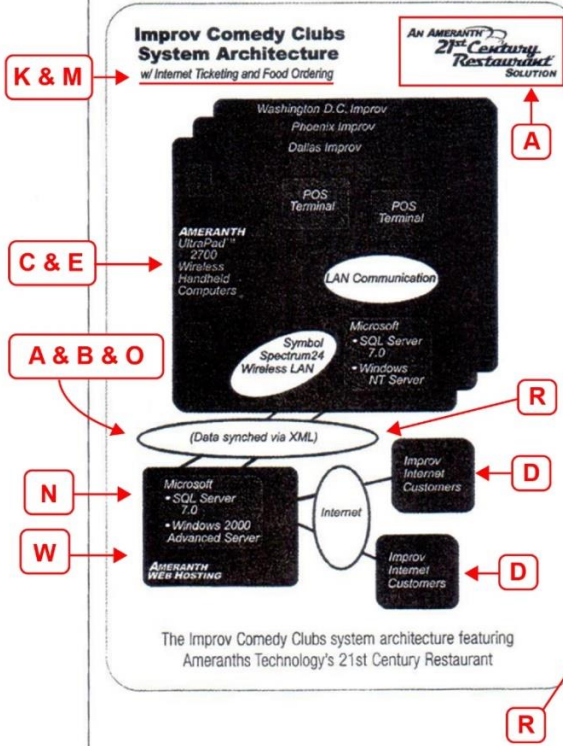 Improv Comedy Clubs
System Architecture
w/ Internet Ticketing and Food Ordering
AN AMERANTH
21st Century
Restaurant
SOLUTION
K & M
A
Washington D.C. Improv
Phoenix Improv
Dallas Improv
POS
Terminal
POS
Terminal
AMERANTH
UltraPad™
2700
Wireless
Handheld
Computers
C & E
LAN Communication
Symbol
Spectrum24
Wireless LAN
Microsoft
• SQL Server
7.0
• Windows
NT Server
A & B & O
R
(Data synched via XML)
N
Microsoft
• SQL Server
7.0
• Windows 2000
Advanced Server
W
AMERANTH
WEB HOSTING
Internet
Improv
Internet
Customers
D
Improv
Internet
Customers
D
The Improv Comedy Clubs system architecture featuring
Ameranths Technology's 21st Century Restaurant
R